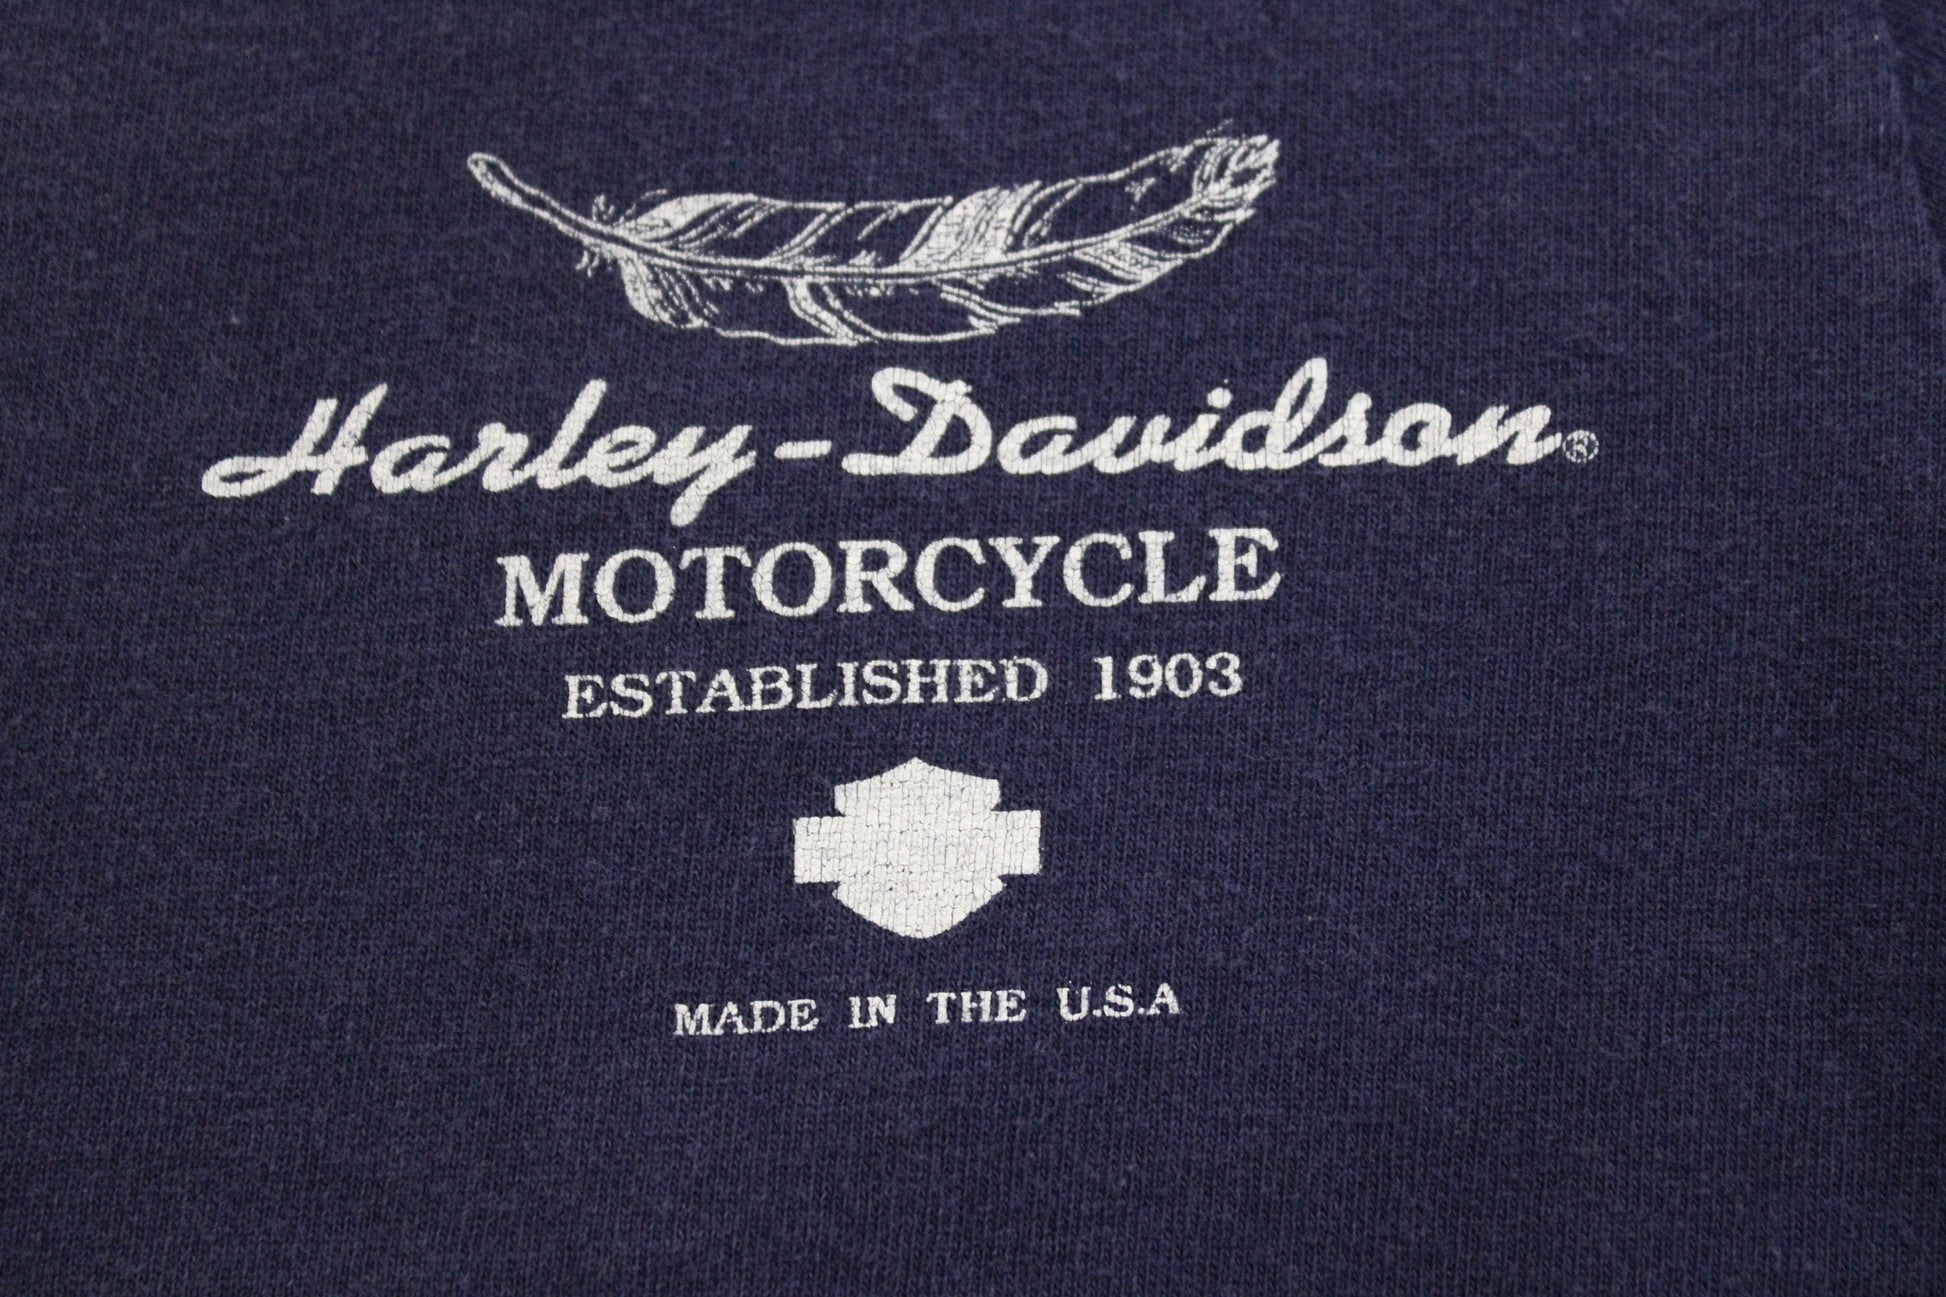 Harley-Davidson®
MOTORCYCLE
ESTABLISHED 1903
MADE IN THE U.S.A